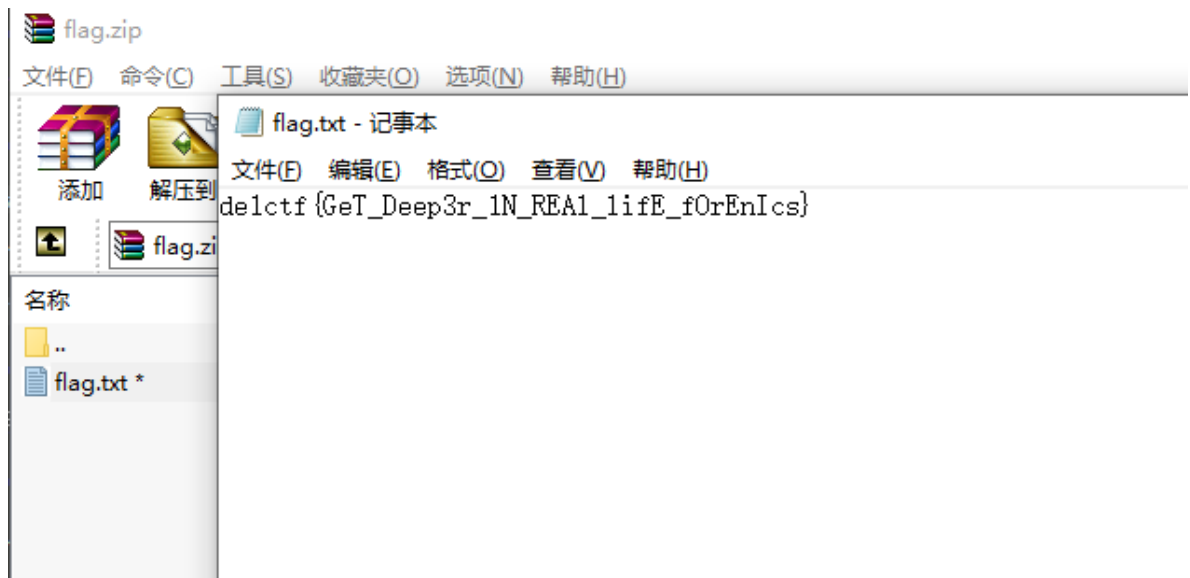 flag.zip
文件(F) 命令(C) 工具(S) 收藏夹(O) 选项(N) 帮助(H)
添加
解压到
flag.zi
名称
..
flag.txt *
flag.txt - 记事本
文件(F) 编辑(E) 格式(O) 查看(V) 帮助(H)
de1ctf{GeT_Deep3r_1N_REA1_1ifE_fOrEnIcs}